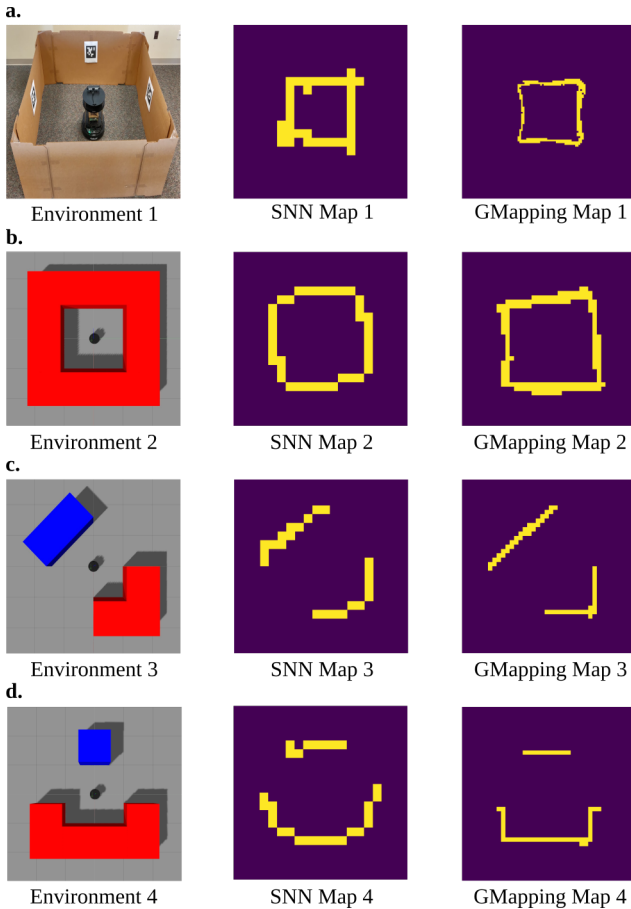 a.
Environment 1
SNN Map 1
GMapping Map 1
b.
Environment 2
SNN Map 2
GMapping Map 2
c.
Environment 3
SNN Map 3
GMapping Map 3
d.
Environment 4
SNN Map 4
GMapping Map 4